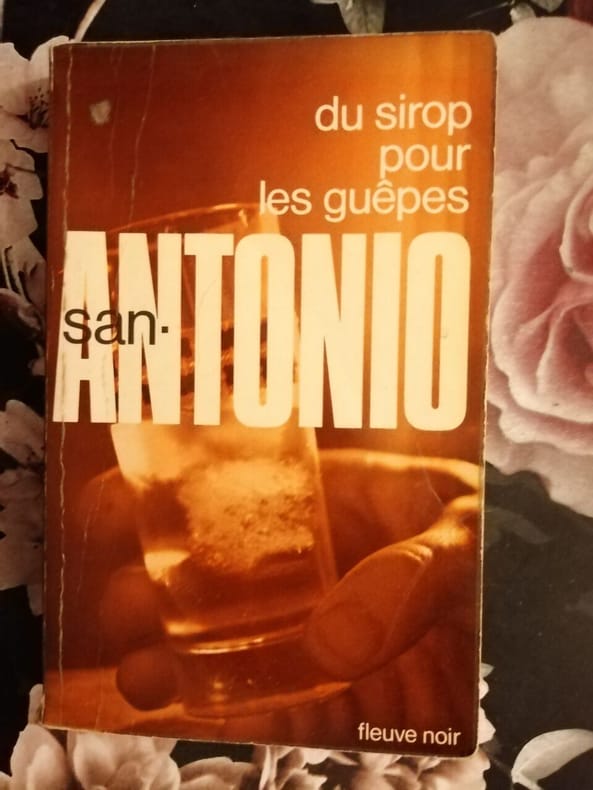 du sirop
pour
les guêpes
san·
ANTONIO
fleuve noir